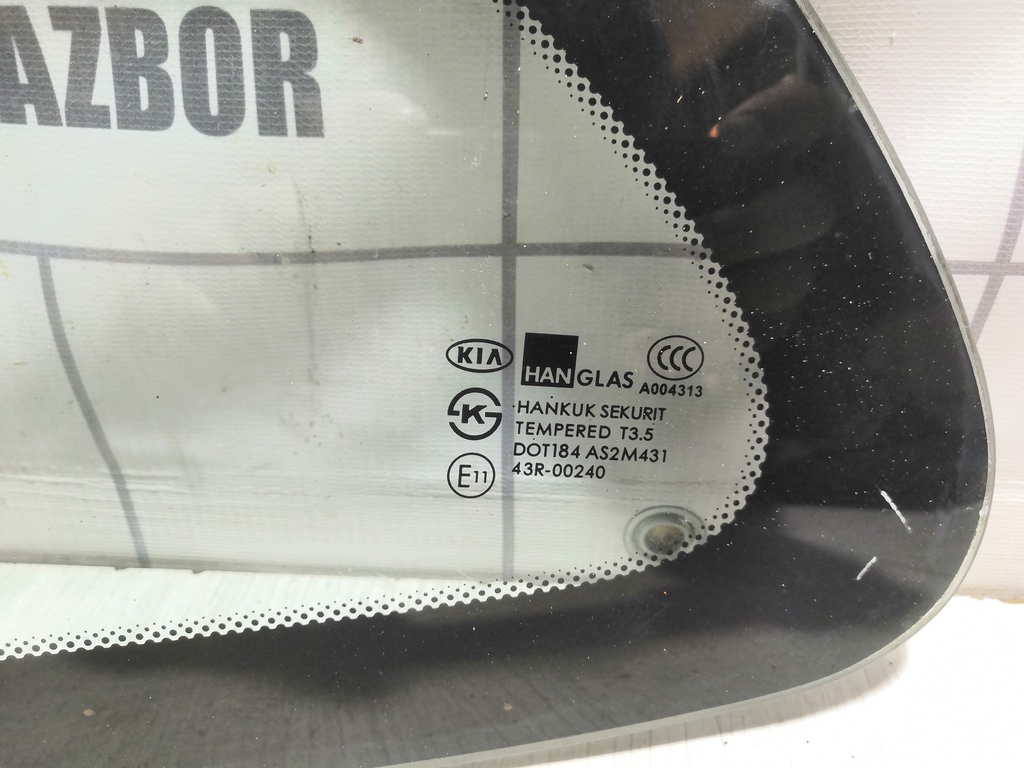 AZBOR
KIA
HANGLAS
CCC
A004313
K
HANKUK SEKURIT
TEMPERED T3.5
DOT184 AS2M431
E11
43R-00240